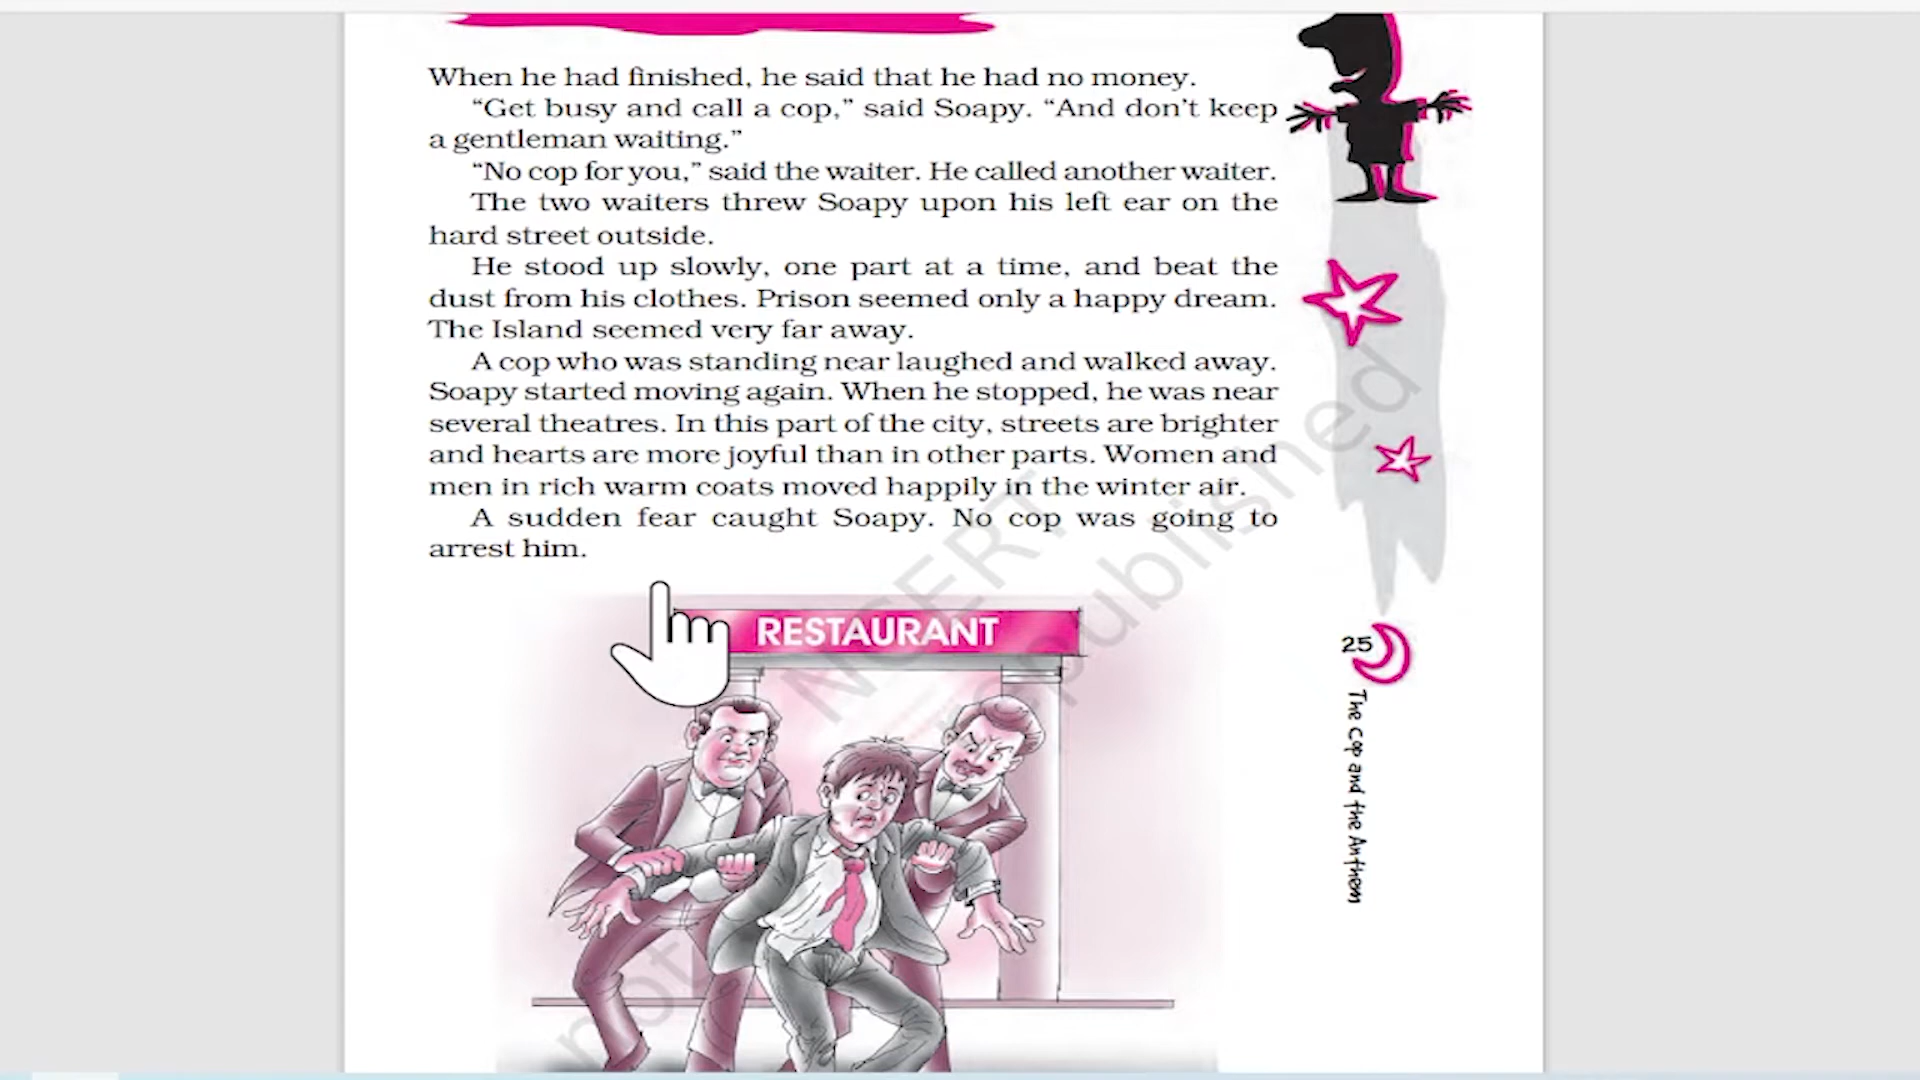 When he had finished, he said that he had no money.
“Get busy and call a cop,” said Soapy. “And don’t keep
a gentleman waiting.”
“No cop for you,” said the waiter. He called another waiter.
The two waiters threw Soapy upon his left ear on the
hard street outside.
He stood up slowly, one part at a time, and beat the
dust from his clothes. Prison seemed only a happy dream.
The Island seemed very far away.
A cop who was standing near laughed and walked away.
Soapy started moving again. When he stopped, he was near
several theatres. In this part of the city, streets are brighter
and hearts are more joyful than in other parts. Women and
men in rich warm coats moved happily in the winter air.
A sudden fear caught Soapy. No cop was going to
arrest him.
RESTAURANT
25
The Cop and the Anthem
NCERT
not
republished